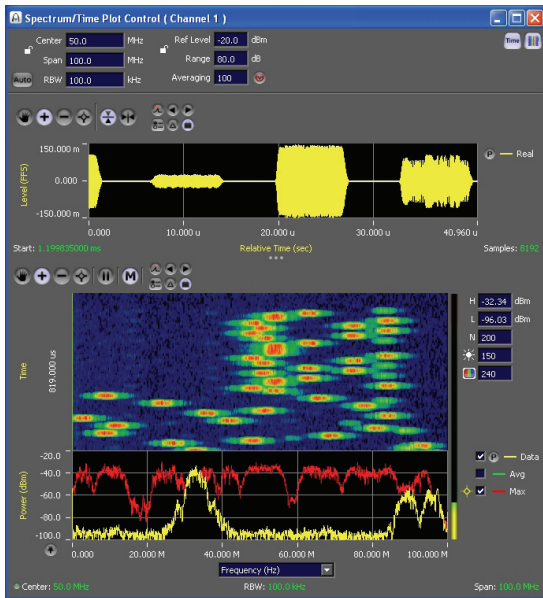 Spectrum/Time Plot Control ( Channel 1 )
Center 50.0 MHz Ref Level -20.0 dBm Time
Span 100.0 MHz Range 80.0 dB
Auto RBW 100.0 kHz Averaging 100
150.000 m
0.000
-150.000 m
Level (FFS)
P Real
0.000 10.000 u 20.000 u 30.000 u 40.960 u
Start: 1.199835000 ms Relative Time (sec) Samples: 8192
M
Time
819.000 us
H -32.34 dBm
L -96.03 dBm
N 200
150
240
Power (dBm)
-20.0
-40.0
-60.0
-80.0
-100.0
P Data
Avg
Max
0.000 20.000 M 40.000 M 60.000 M 80.000 M 100.000 M
Frequency (Hz)
Center: 50.0 MHz RBW: 100.0 kHz Span: 100.0 MHz